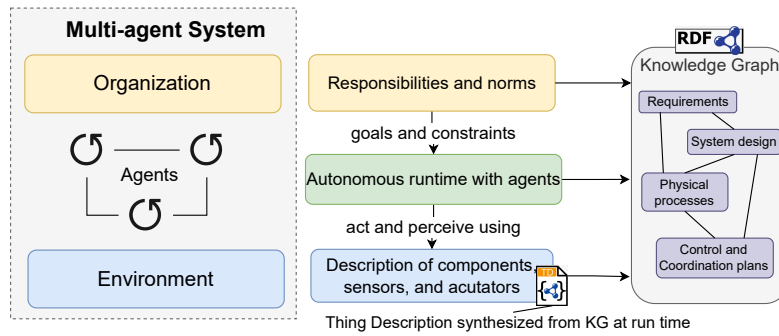 Multi-agent System
Organization
Agents
Environment
Responsibilities and norms
goals and constraints
Autonomous runtime with agents
act and perceive using
Description of components,
sensors, and acutators
TD
Thing Description synthesized from KG at run time
RDF
Knowledge Graph
Requirements
System design
Physical
processes
Control and
Coordination plans